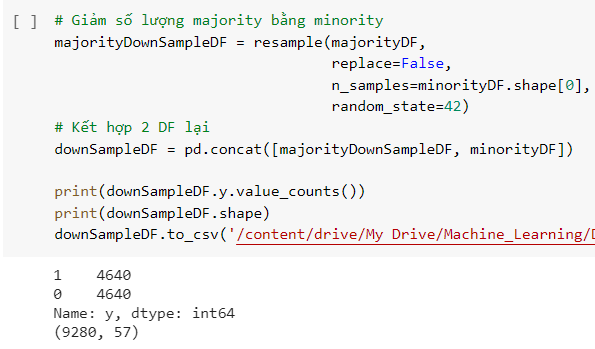 [ ] # Giảm số lượng majority bằng minority
majorityDownSampleDF = resample(majorityDF,
replace=False,
n_samples=minorityDF.shape[0],
random_state=42)
# Kết hợp 2 DF lại
downSampleDF = pd.concat([majorityDownSampleDF, minorityDF])
print(downSampleDF.y.value_counts())
print(downSampleDF.shape)
downSampleDF.to_csv('/content/drive/My Drive/Machine_Learning/D
1 4640
0 4640
Name: y, dtype: int64
(9280, 57)